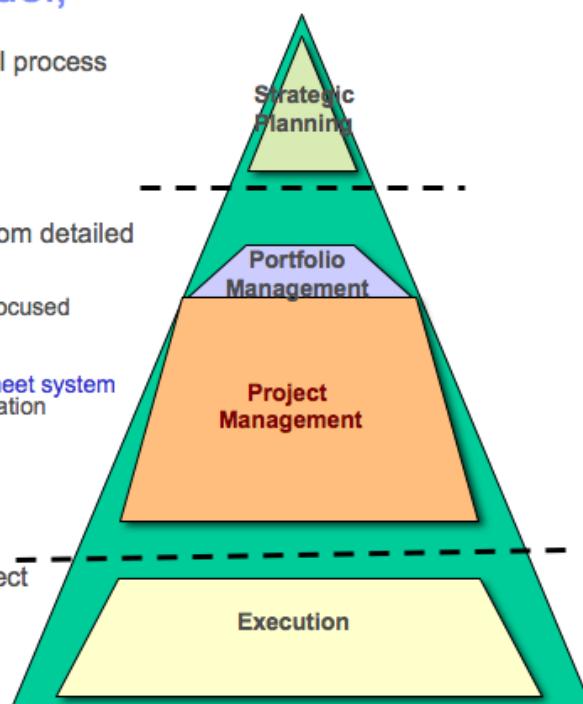 l process
Strategic
Planning
om detailed
Portfolio
Management
ocused
neet system
ation
Project
Management
ect
Execution